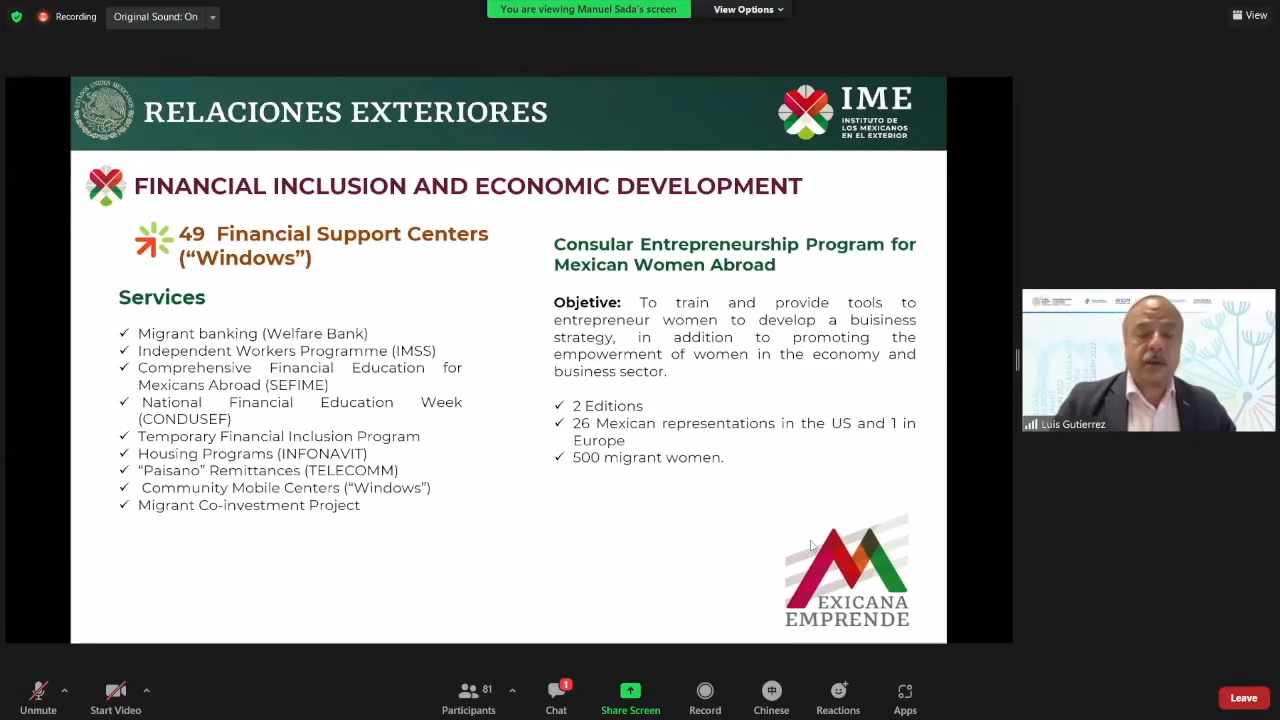 Recording
Original Sound: On
You are viewing Manuel Sada's screen
View Options
View
ESTADOS UNIDOS MEXICANOS
RELACIONES EXTERIORES
IME
INSTITUTO DE
LOS MEXICANOS
EN EL EXTERIOR
FINANCIAL INCLUSION AND ECONOMIC DEVELOPMENT
49 Financial Support Centers
(“Windows”)
Services
✓ Migrant banking (Welfare Bank)
✓ Independent Workers Programme (IMSS)
✓ Comprehensive Financial Education for
Mexicans Abroad (SEFIME)
✓ National Financial Education Week
(CONDUSEF)
✓ Temporary Financial Inclusion Program
✓ Housing Programs (INFONAVIT)
✓ “Paisano” Remittances (TELECOMM)
✓ Community Mobile Centers (“Windows”)
✓ Migrant Co-investment Project
Consular Entrepreneurship Program for
Mexican Women Abroad
Objetive: To train and provide tools to
entrepreneur women to develop a buisiness
strategy, in addition to promoting the
empowerment of women in the economy and
business sector.
✓ 2 Editions
✓ 26 Mexican representations in the US and 1 in
Europe
✓ 500 migrant women.
MEXICANA
EMPRENDE
Luis Gutierrez
Unmute
Start Video
81
Participants
1
Chat
Share Screen
Record
中
Chinese
Reactions
Apps
Leave